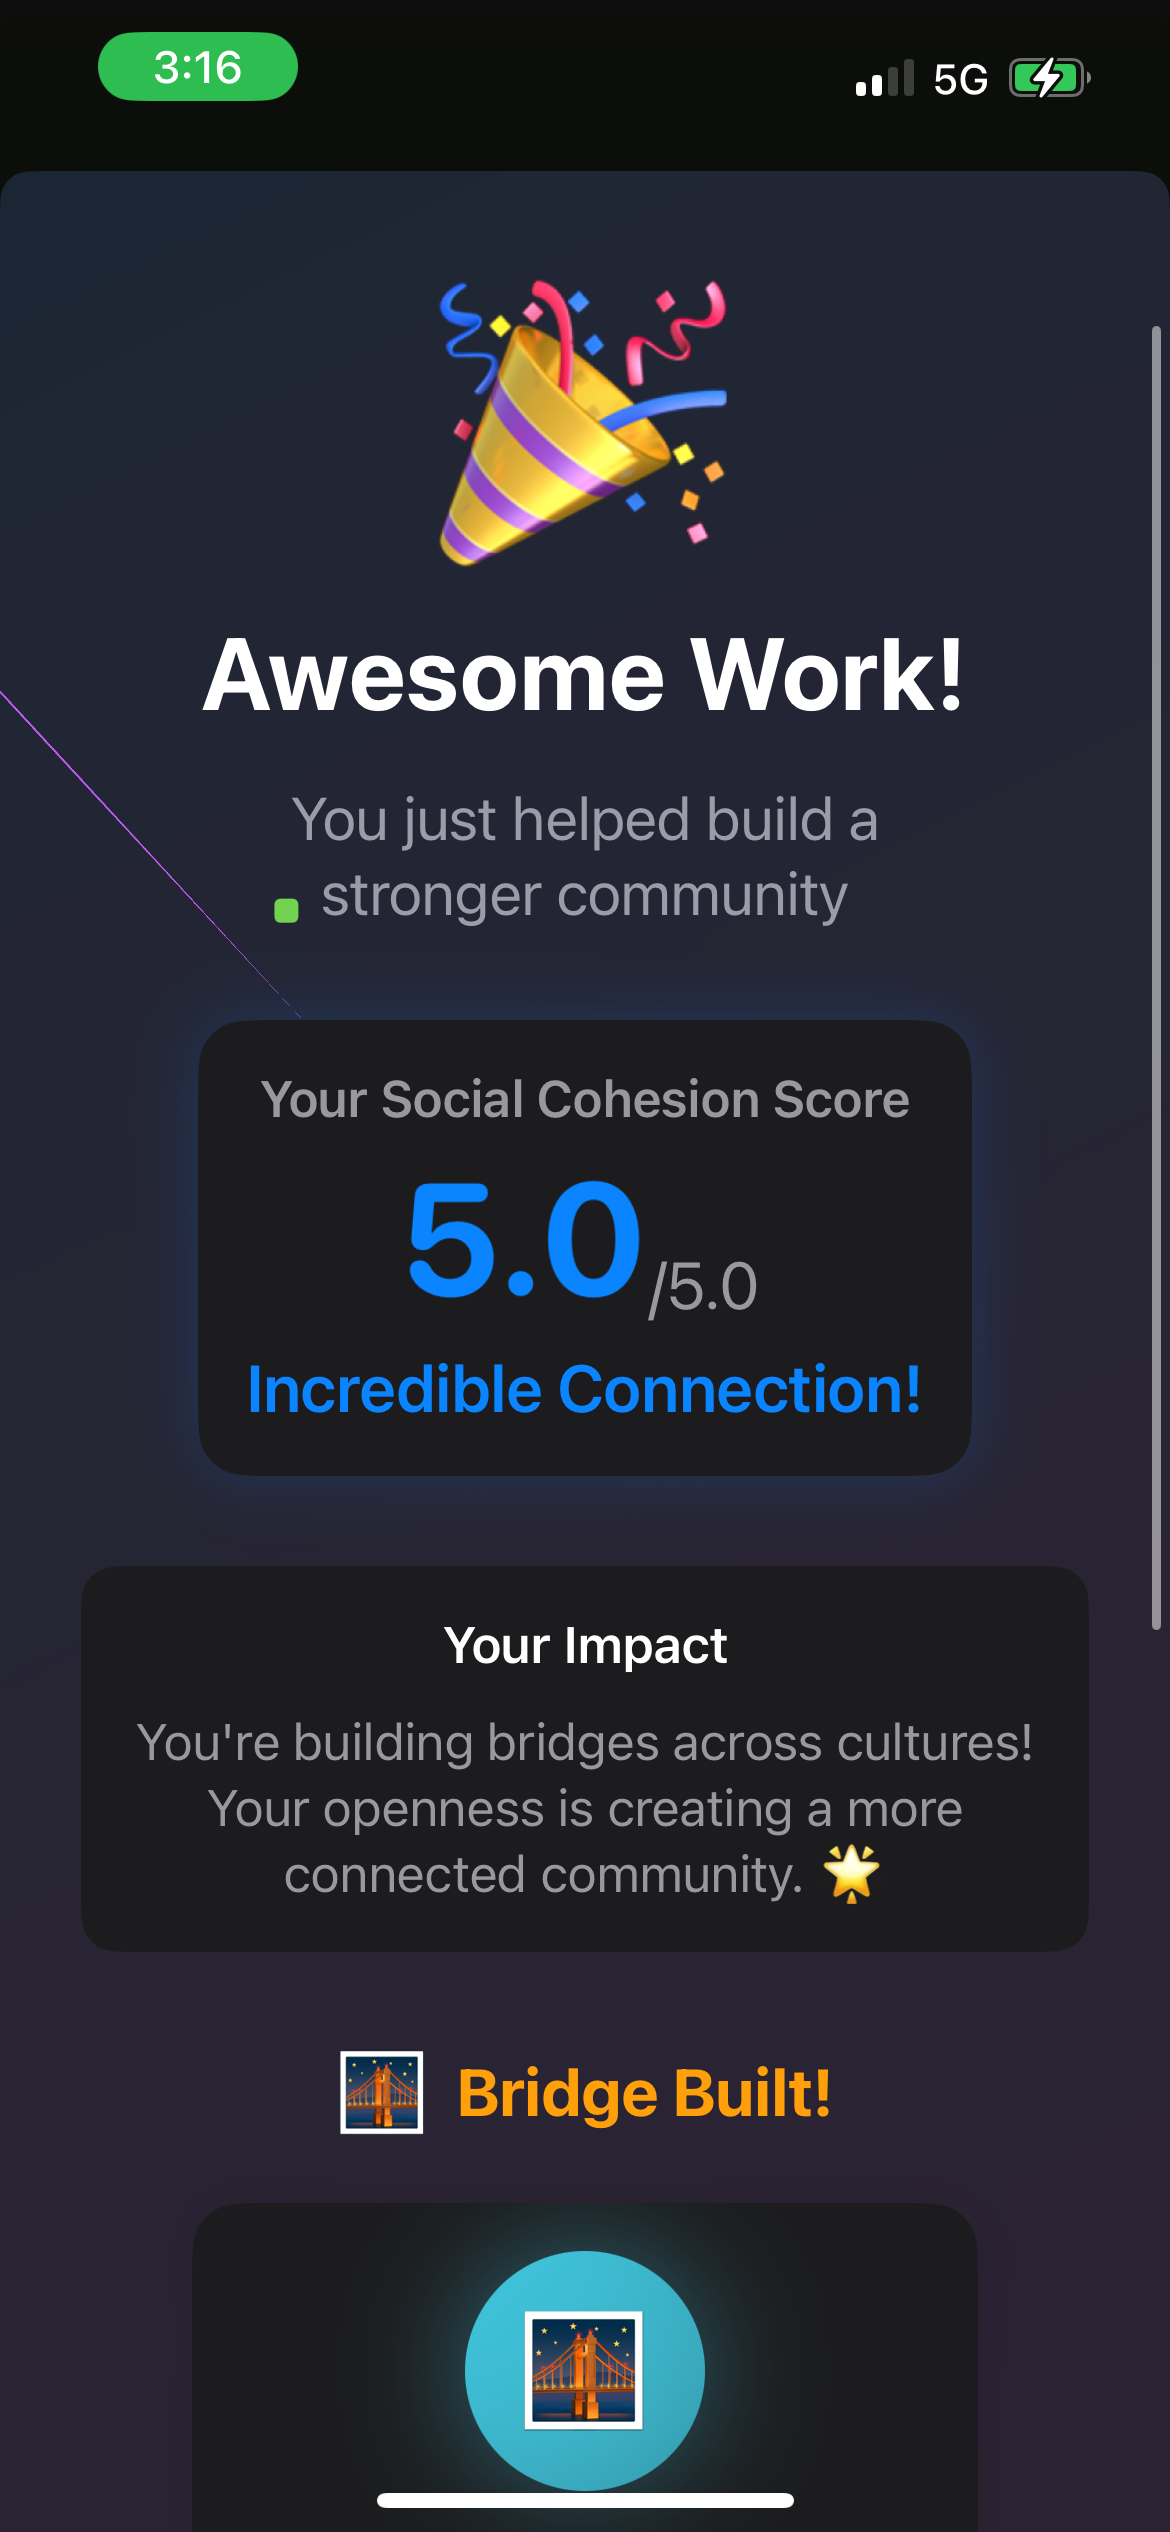 3:16
5G
Awesome Work!
You just helped build a
stronger community
Your Social Cohesion Score
5.0/5.0
Incredible Connection!
Your Impact
You're building bridges across cultures!
Your openness is creating a more
connected community. 🌟
🌉 Bridge Built!